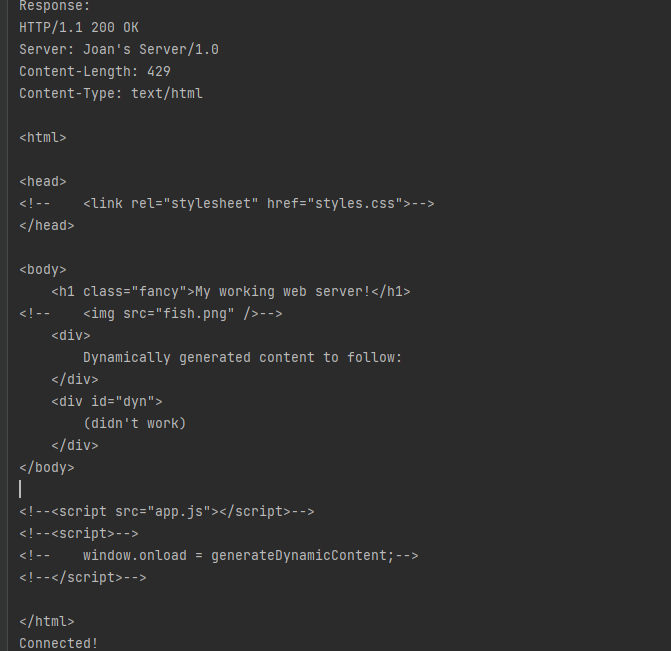 Response:
HTTP/1.1 200 OK
Server: Joan's Server/1.0
Content-Length: 429
Content-Type: text/html
<html>
<head>
<!--    <link rel="stylesheet" href="styles.css">-->
</head>
<body>
    <h1 class="fancy">My working web server!</h1>
<!--    <img src="fish.png" />-->
    <div>
        Dynamically generated content to follow:
    </div>
    <div id="dyn">
        (didn't work)
    </div>
</body>
<!--<script src="app.js"></script>-->
<!--<script>-->
<!--    window.onload = generateDynamicContent;-->
<!--</script>-->
</html>
Connected!